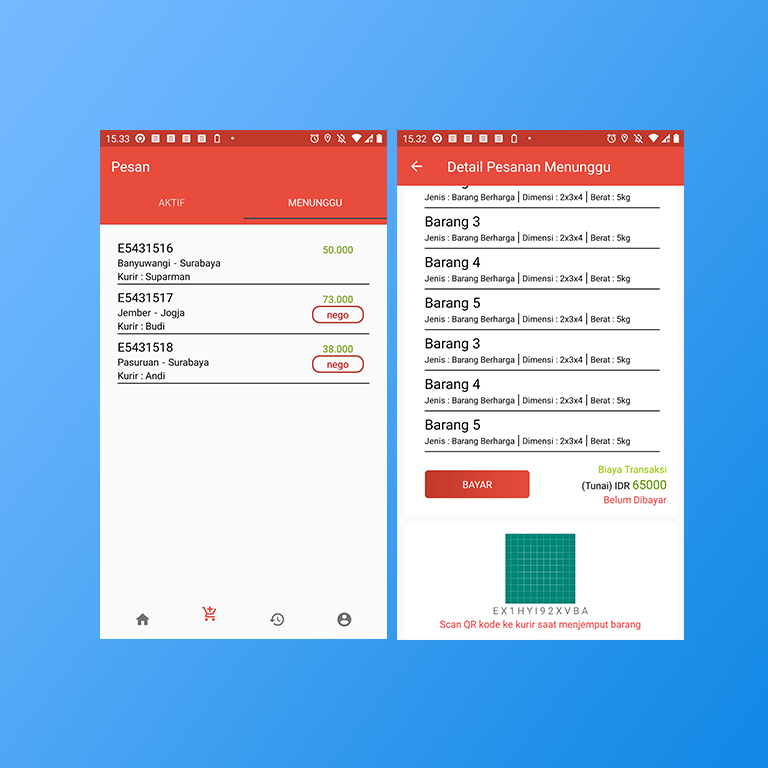 15.33
Pesan
AKTIF
MENUNGGU
E5431516
50.000
Banyuwangi - Surabaya
Kurir : Suparman
E5431517
73.000
Jember - Jogja
nego
Kurir : Budi
E5431518
38.000
Pasuruan - Surabaya
nego
Kurir : Andi
15.32
Detail Pesanan Menunggu
Jenis : Barang Berharga | Dimensi : 2x3x4 | Berat : 5kg
Barang 3
Jenis : Barang Berharga | Dimensi : 2x3x4 | Berat : 5kg
Barang 4
Jenis : Barang Berharga | Dimensi : 2x3x4 | Berat : 5kg
Barang 5
Jenis : Barang Berharga | Dimensi : 2x3x4 | Berat : 5kg
Barang 3
Jenis : Barang Berharga | Dimensi : 2x3x4 | Berat : 5kg
Barang 4
Jenis : Barang Berharga | Dimensi : 2x3x4 | Berat : 5kg
Barang 5
Jenis : Barang Berharga | Dimensi : 2x3x4 | Berat : 5kg
Biaya Transaksi
BAYAR
(Tunai) IDR 65000
Belum Dibayar
EX1HYI92XVBA
Scan QR kode ke kurir saat menjemput barang